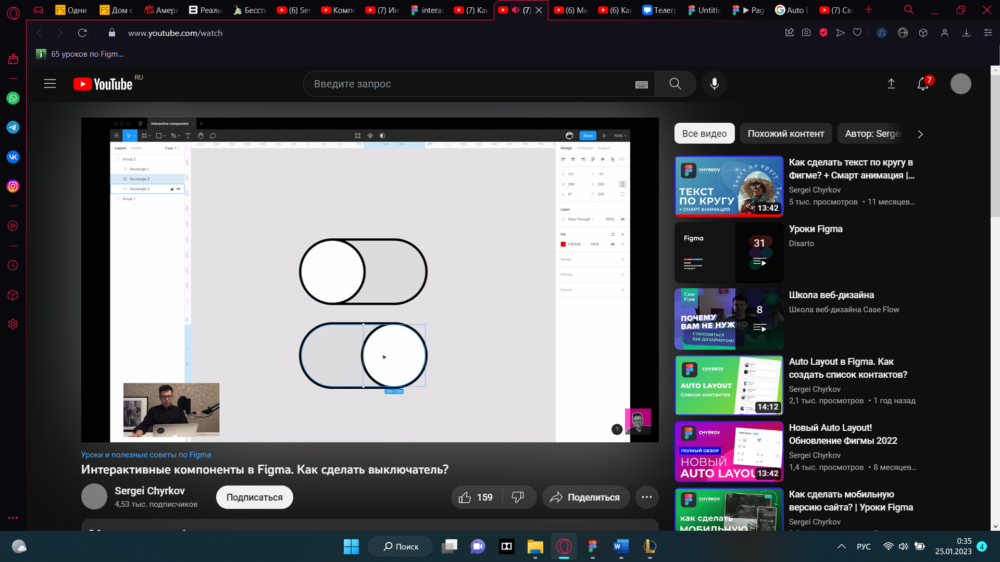 Одни
Дом с
Амери
Реалы
Бессть
(6) Ser
Компо
(7) Ин
interac
(7) Как
(7)
(6) Ми
(6) Как
Телегр
Untitle
▶ Pag
Auto L
(7) Сва
www.youtube.com/watch
65 уроков по Figm...
YouTube RU
Введите запрос
7
interactive-component
Share
100%
Layers Assets Page 1
Group 2
Rectangle 1
Rectangle 3
Rectangle 2
Group 1
177
377
Design Prototype Inspect
X 177 Y -77
W 200 H 200
0° 200
Layer
Pass Through 100%
Fill
F40505 100%
Stroke
Effects
Export
200 × 200
?
Уроки и полезные советы по Figma
Интерактивные компоненты в Figma. Как сделать выключатель?
Sergei Chyrkov
4,53 тыс. подписчиков
Подписаться
159
Поделиться
Все видео
Похожий контент
Автор: Serge
CHYRKOV
ТЕКСТ
ПО КРУГУ
+ СМАРТ АНИМАЦИЯ
13:42
Как сделать текст по кругу в
Фигме? + Смарт анимация |...
Sergei Chyrkov
5 тыс. просмотров • 11 месяцев...
Figma
31
Уроки Figma
Disarto
Case
Flow
ПОЧЕМУ
ВАМ НЕ НУЖНО
СТАНОВИТЬСЯ
ВЕБ-ДИЗАЙНЕРОМ?
8
Школа веб-дизайна
Школа веб-дизайна Case Flow
CHYRKOV
AUTO LAYOUT
Список контактов
14:12
Auto Layout в Figma. Как
создать список контактов?
Sergei Chyrkov
2,1 тыс. просмотров • 1 год назад
CHYRKOV
ПОЛНЫЙ ОБЗОР
НОВЫЙ
AUTO LAYOU
13:42
Новый Auto Layout!
Обновление Фигмы 2022
Sergei Chyrkov
1,4 тыс. просмотров • 8 месяцев...
CHYRKOV
как сделать
МОБИЛЬНУЮ
SUNCLUB
Как сделать мобильную
версию сайта? | Уроки Figma
Sergei Chyrkov
Поиск
РУС
0:35
25.01.2023
4